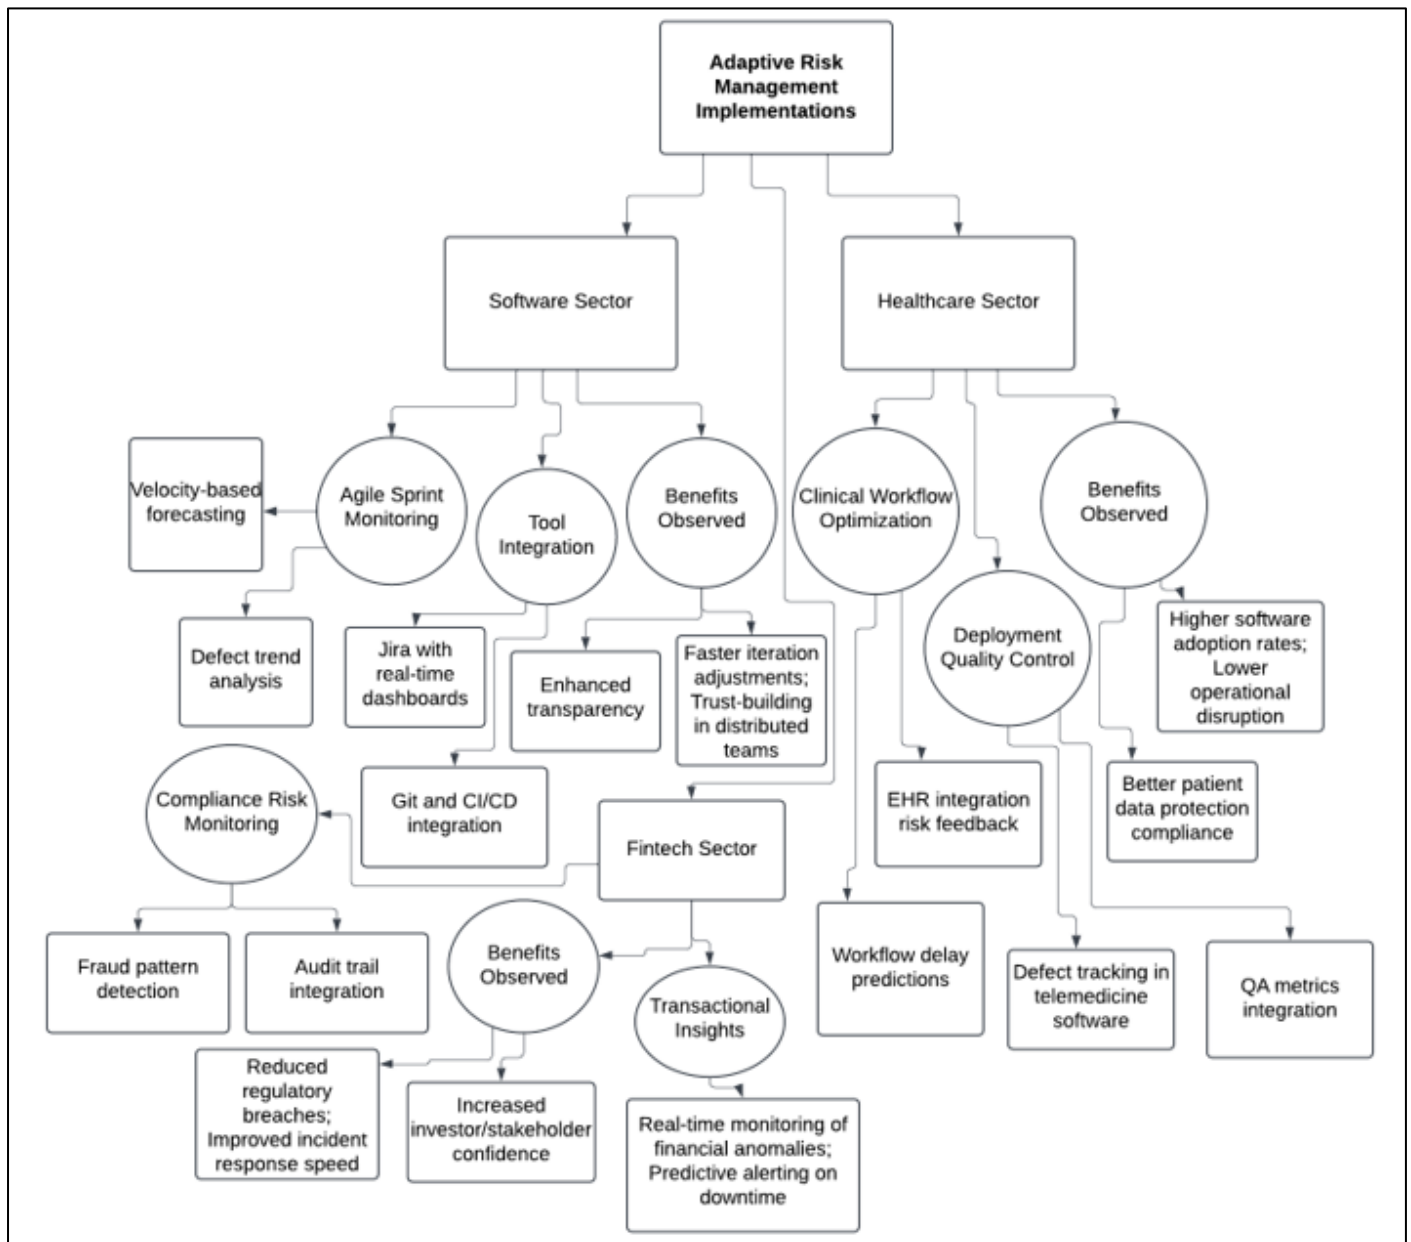 Adaptive Risk
Management
Implementations
Software Sector
Healthcare Sector
Velocity-based
forecasting
Agile Sprint
Monitoring
Tool
Integration
Benefits
Observed
Clinical Workflow
Optimization
Benefits
Observed
Defect trend
analysis
Jira with
real-time
dashboards
Enhanced
transparency
Faster iteration
adjustments;
Trust-building
in distributed
teams
Deployment
Quality Control
Higher software
adoption rates;
Lower
operational
disruption
Compliance Risk
Monitoring
Git and CI/CD
integration
Fintech Sector
EHR integration
risk feedback
Better patient
data protection
compliance
Fraud pattern
detection
Audit trail
integration
Benefits
Observed
Transactional
Insights
Workflow delay
predictions
Defect tracking in
telemedicine
software
QA metrics
integration
Reduced
regulatory
breaches;
Improved incident
response speed
Increased
investor/stakeholder
confidence
Real-time monitoring of
financial anomalies;
Predictive alerting on
downtime